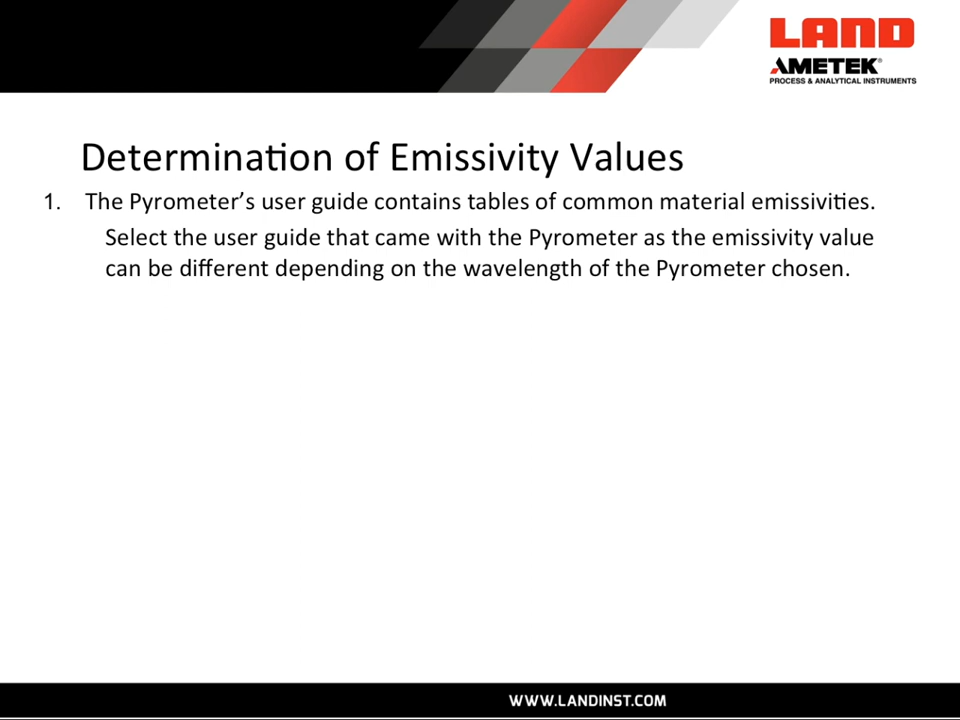 LAND
AMETEK®
PROCESS & ANALYTICAL INSTRUMENTS
Determination of Emissivity Values
1. The Pyrometer’s user guide contains tables of common material emissivities.
Select the user guide that came with the Pyrometer as the emissivity value
can be different depending on the wavelength of the Pyrometer chosen.
WWW.LANDINST.COM